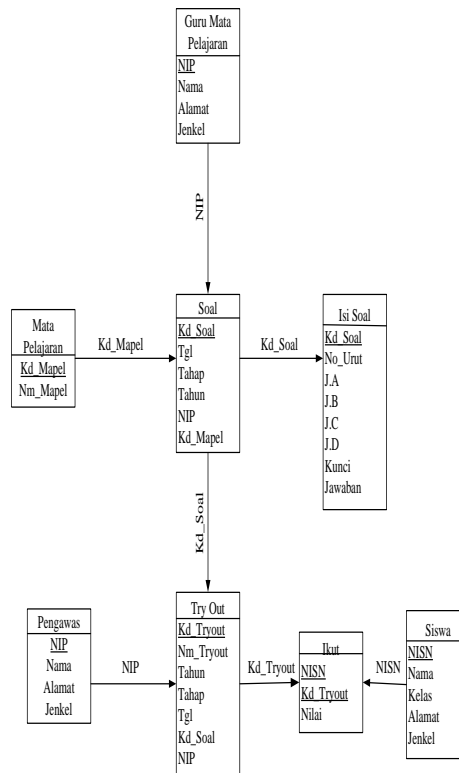 Guru Mata
Pelajaran
NIP
Nama
Alamat
Jenkel
NIP
Mata
Pelajaran
Kd_Mapel
Nm_Mapel
Kd_Mapel
Soal
Kd_Soal
Tgl
Tahap
Tahun
NIP
Kd_Mapel
Kd_Soal
Isi Soal
Kd_Soal
No_Urut
J.A
J.B
J.C
J.D
Kunci
Jawaban
Kd_Soal
Pengawas
NIP
Nama
Alamat
Jenkel
NIP
Try Out
Kd_Tryout
Nm_Tryout
Tahun
Tahap
Tgl
Kd_Soal
NIP
Kd_Tryout
Ikut
NISN
Kd_Tryout
Nilai
NISN
Siswa
NISN
Nama
Kelas
Alamat
Jenkel